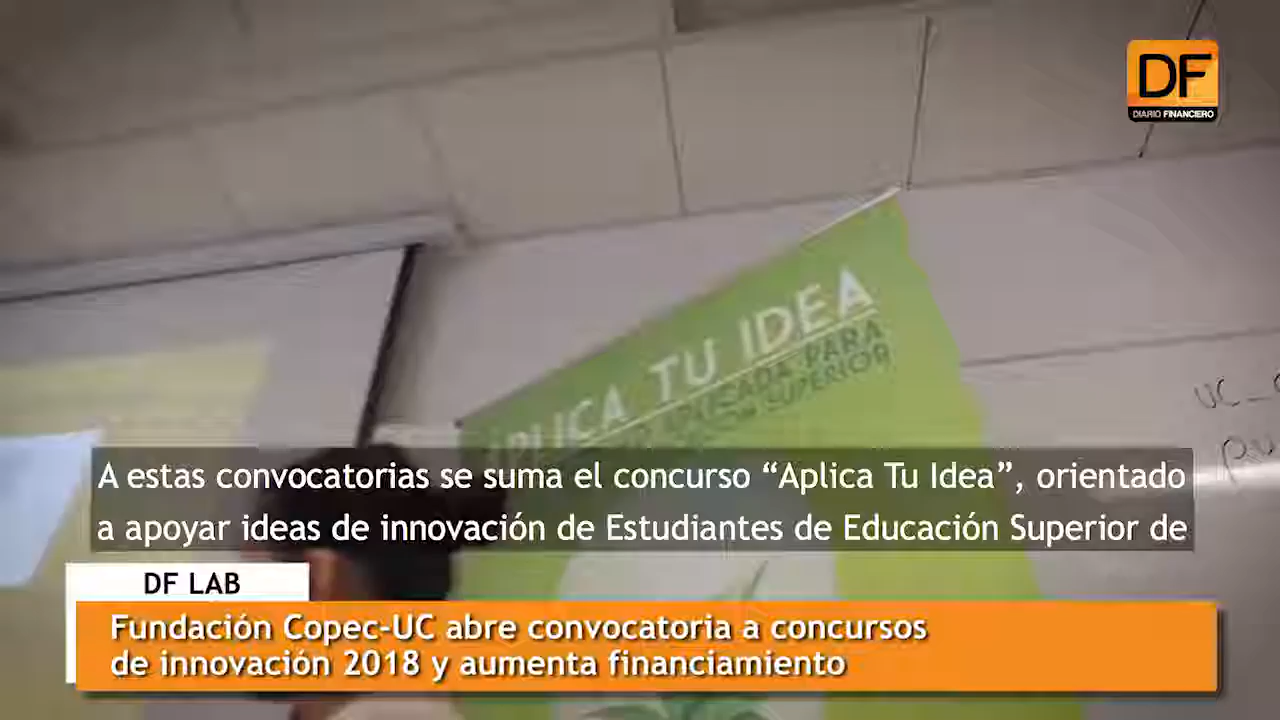 DF
DIARIO FINANCIERO
APLICA TU IDEA
APLICADA PARA
SUPERIOR
UC_
A estas convocatorias se suma el concurso “Aplica Tu Idea”, orientado
a apoyar ideas de innovación de Estudiantes de Educación Superior de
DF LAB
Fundación Copec-UC abre convocatoria a concursos
de innovación 2018 y aumenta financiamiento